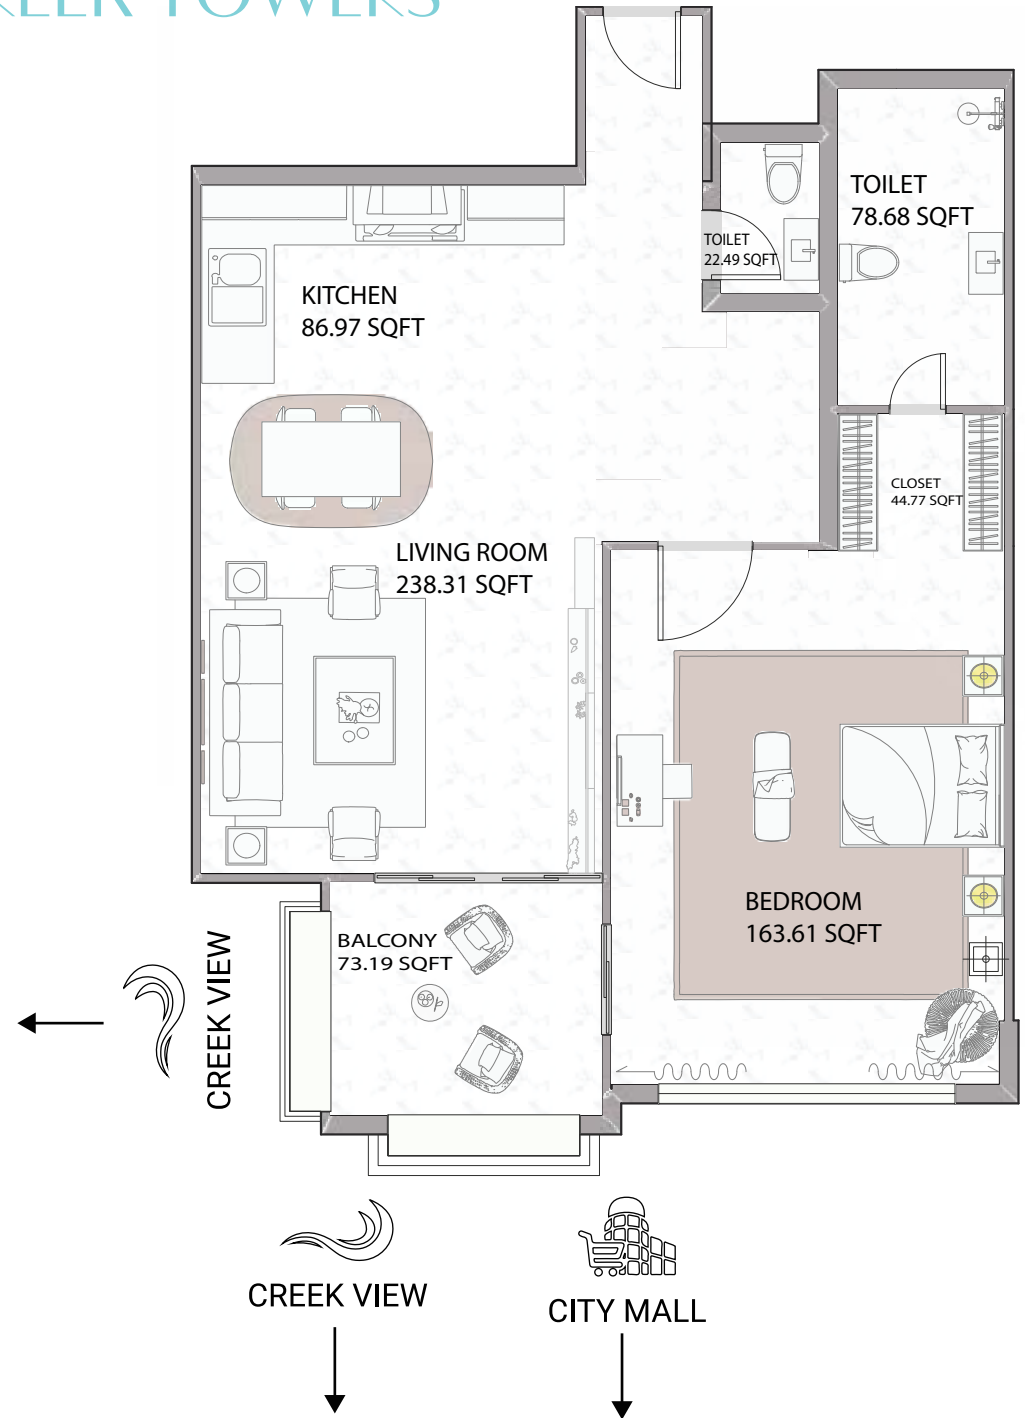 TOWERS
TOILET
78.68 SQFT
TOILET
22.49 SQFT
KITCHEN
86.97 SQFT
CLOSET
44.77 SQFT
LIVING ROOM
238.31 SQFT
BEDROOM
163.61 SQFT
BALCONY
73.19 SQFT
CREEK VIEW
CREEK VIEW
CITY MALL